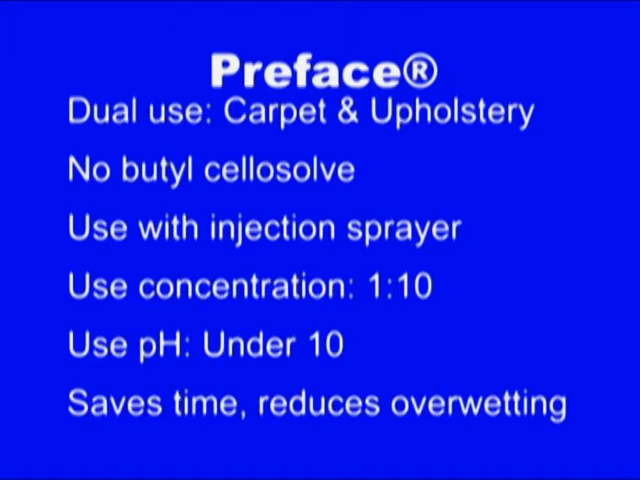 Preface®
Dual use: Carpet & Upholstery
No butyl cellosolve
Use with injection sprayer
Use concentration: 1:10
Use pH: Under 10
Saves time, reduces overwetting